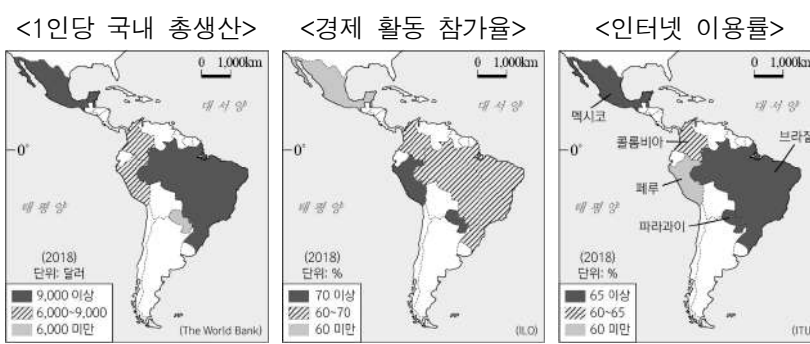 <1인당 국내 총생산>
0 1,000km
대서양
0°
태평양
(2018)
단위: 달러
9,000 이상
6,000~9,000
6,000 미만
(The World Bank)
<경제 활동 참가율>
0 1,000km
대서양
0°
태평양
(2018)
단위: %
70 이상
60~70
60 미만
(ILO)
<인터넷 이용률>
0 1,000km
대서양
멕시코
콜롬비아
브라질
0°
페루
태평양
파라과이
(2018)
단위: %
65 이상
60~65
60 미만
(ITU